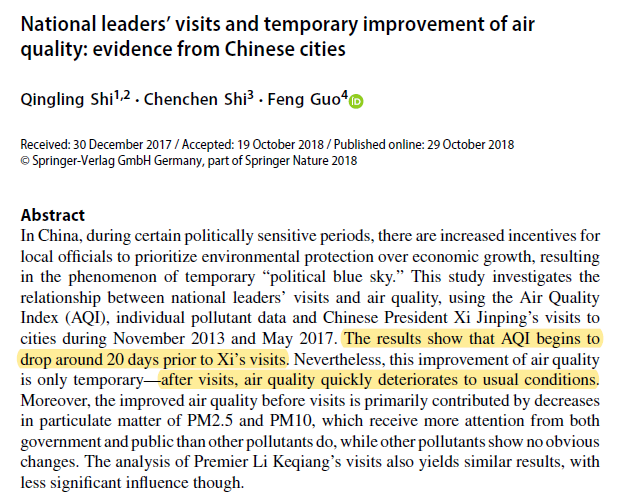 National leaders’ visits and temporary improvement of air
quality: evidence from Chinese cities
Qingling Shi1,2 · Chenchen Shi3 · Feng Guo4 iD
Received: 30 December 2017 / Accepted: 19 October 2018 / Published online: 29 October 2018
© Springer-Verlag GmbH Germany, part of Springer Nature 2018
Abstract
In China, during certain politically sensitive periods, there are increased incentives for
local officials to prioritize environmental protection over economic growth, resulting
in the phenomenon of temporary “political blue sky.” This study investigates the
relationship between national leaders’ visits and air quality, using the Air Quality
Index (AQI), individual pollutant data and Chinese President Xi Jinping’s visits to
cities during November 2013 and May 2017. The results show that AQI begins to
drop around 20 days prior to Xi’s visits. Nevertheless, this improvement of air quality
is only temporary—after visits, air quality quickly deteriorates to usual conditions.
Moreover, the improved air quality before visits is primarily contributed by decreases
in particulate matter of PM2.5 and PM10, which receive more attention from both
government and public than other pollutants do, while other pollutants show no obvious
changes. The analysis of Premier Li Keqiang’s visits also yields similar results, with
less significant influence though.